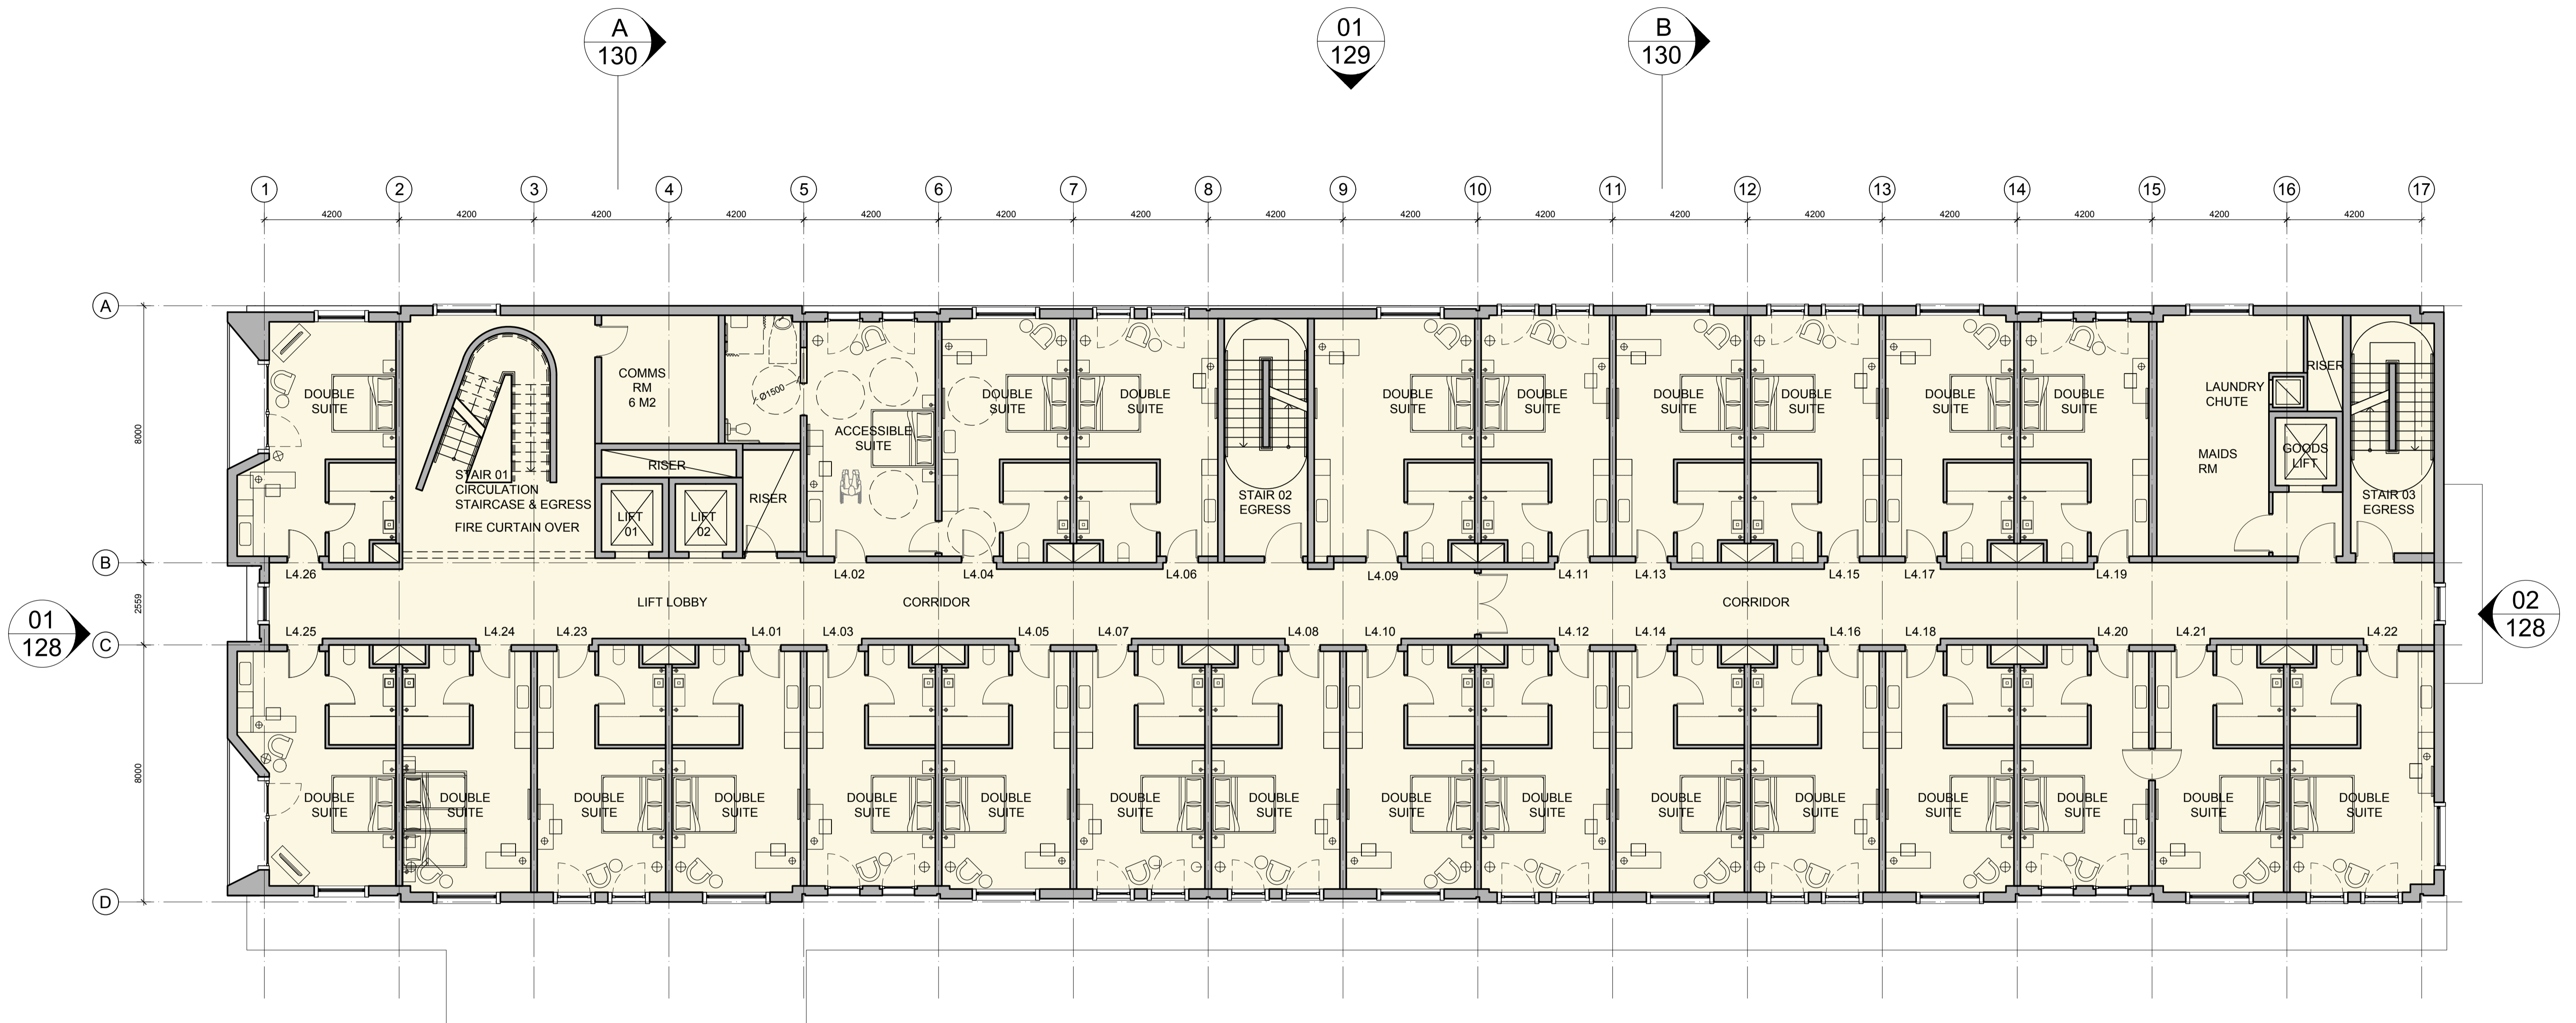 A
130
01
129
B
130
1 2 3 4 5 6 7 8 9 10 11 12 13 14 15 16 17
4200 4200 4200 4200 4200 4200 4200 4200 4200 4200 4200 4200 4200 4200 4200 4200
A
B
C
D
8000
2559
8000
01
128
02
128
DOUBLE
SUITE
STAIR 01
CIRCULATION
STAIRCASE & EGRESS
FIRE CURTAIN OVER
COMMS
RM
6 M2
RISER
LIFT
01
LIFT
02
RISER
Ø1500
ACCESSIBLE
SUITE
DOUBLE
SUITE
DOUBLE
SUITE
STAIR 02
EGRESS
DOUBLE
SUITE
DOUBLE
SUITE
DOUBLE
SUITE
DOUBLE
SUITE
DOUBLE
SUITE
DOUBLE
SUITE
LAUNDRY
CHUTE
MAIDS
RM
RISER
GOODS
LIFT
STAIR 03
EGRESS
L4.26 L4.02 L4.04 L4.06 L4.09 L4.11 L4.13 L4.15 L4.17 L4.19
LIFT LOBBY CORRIDOR CORRIDOR
L4.25 L4.24 L4.23 L4.01 L4.03 L4.05 L4.07 L4.08 L4.10 L4.12 L4.14 L4.16 L4.18 L4.20 L4.21 L4.22
DOUBLE
SUITE
DOUBLE
SUITE
DOUBLE
SUITE
DOUBLE
SUITE
DOUBLE
SUITE
DOUBLE
SUITE
DOUBLE
SUITE
DOUBLE
SUITE
DOUBLE
SUITE
DOUBLE
SUITE
DOUBLE
SUITE
DOUBLE
SUITE
DOUBLE
SUITE
DOUBLE
SUITE
DOUBLE
SUITE
DOUBLE
SUITE